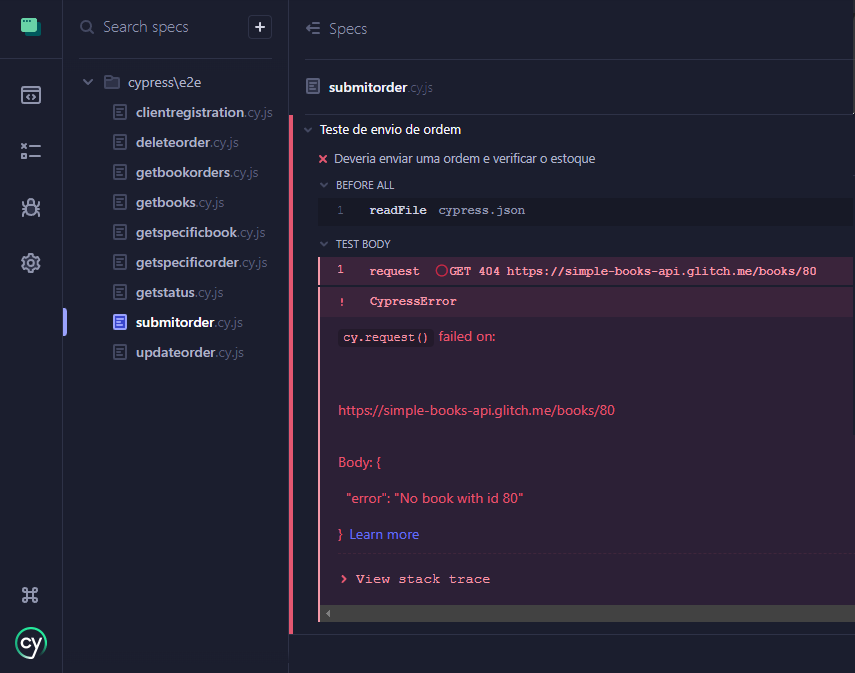 Search specs
+
cypress\e2e
clientregistration.cy.js
deleteorder.cy.js
getbookorders.cy.js
getbooks.cy.js
getspecificbook.cy.js
getspecificorder.cy.js
getstatus.cy.js
submitorder.cy.js
updateorder.cy.js
cy
Specs
submitorder.cy.js
Teste de envio de ordem
Deveria enviar uma ordem e verificar o estoque
BEFORE ALL
1 readFile cypress.json
TEST BODY
1 request GET 404 https://simple-books-api.glitch.me/books/80
! CypressError
cy.request() failed on:
https://simple-books-api.glitch.me/books/80
Body: {
"error": "No book with id 80"
} Learn more
View stack trace